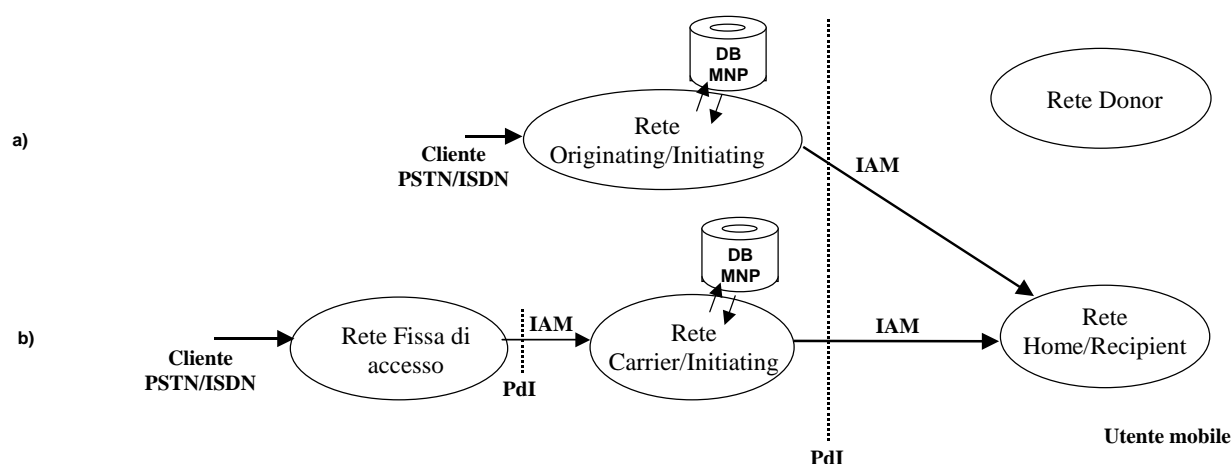 DB
MNP
Rete Donor
a)
Rete
Originating/Initiating
Cliente
PSTN/ISDN
IAM
DB
MNP
b)
Rete Fissa di
accesso
IAM
Rete
Carrier/Initiating
IAM
Rete
Home/Recipient
Cliente
PSTN/ISDN
PdI
Utente mobile
PdI